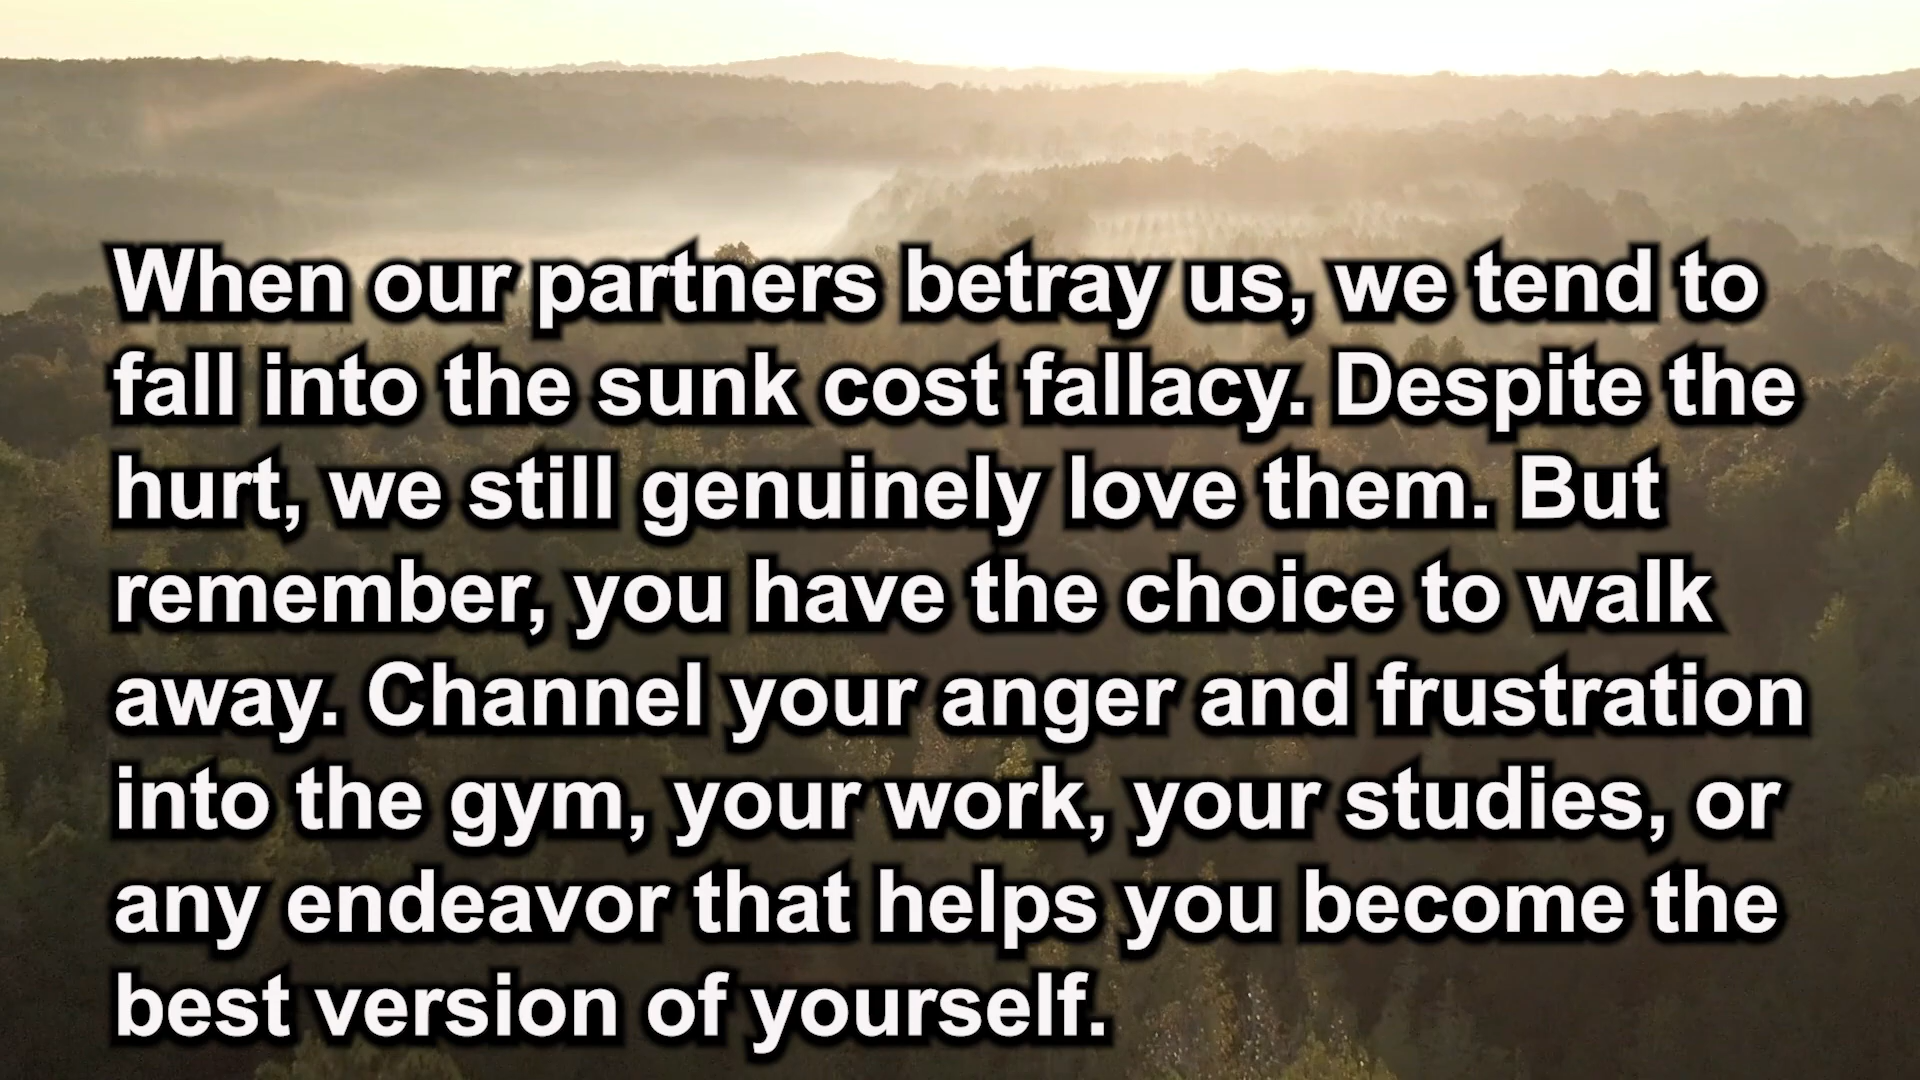 When our partners betray us, we tend to
fall into the sunk cost fallacy. Despite the
hurt, we still genuinely love them. But
remember, you have the choice to walk
away. Channel your anger and frustration
into the gym, your work, your studies, or
any endeavor that helps you become the
best version of yourself.